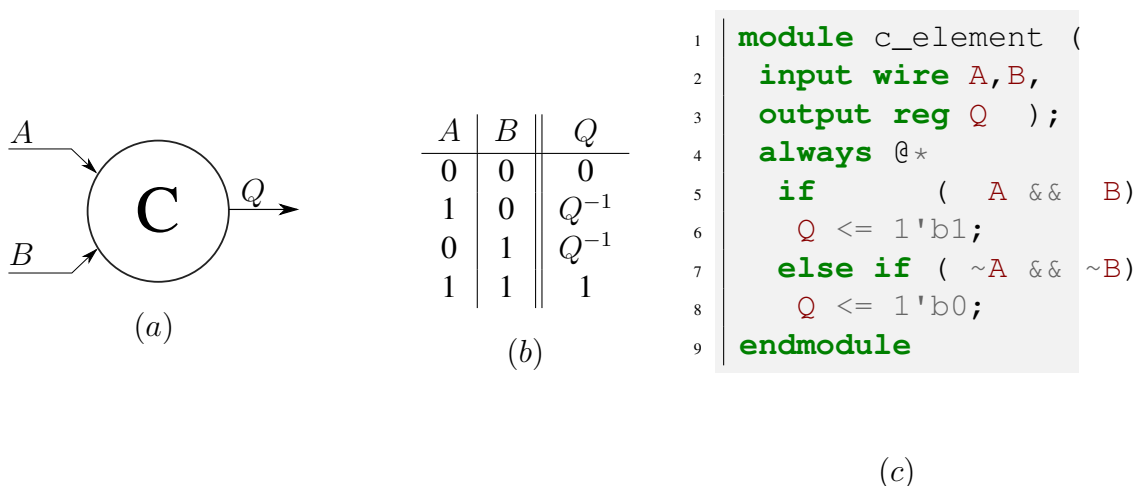 A
B
C
Q
(a)
A B Q
0 0 0
1 0 Q⁻¹
0 1 Q⁻¹
1 1 1
(b)
1 module c_element (
2 input wire A,B,
3 output reg Q );
4 always @*
5 if ( A && B)
6 Q <= 1'b1;
7 else if ( ~A && ~B)
8 Q <= 1'b0;
9 endmodule
(c)